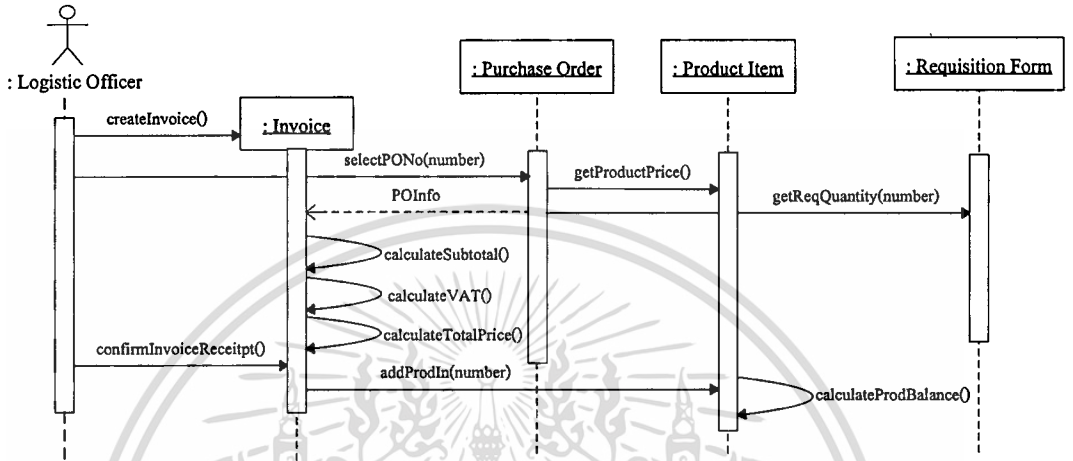 : Logistic Officer
: Purchase Order
: Product Item
: Requisition Form
createInvoice()
: Invoice
selectPONo(number)
getProductPrice()
POInfo
getReqQuantity(number)
calculateSubtotal()
calculateVAT()
calculateTotalPrice()
confirmInvoiceReceitpt()
addProdIn(number)
calculateProdBalance()